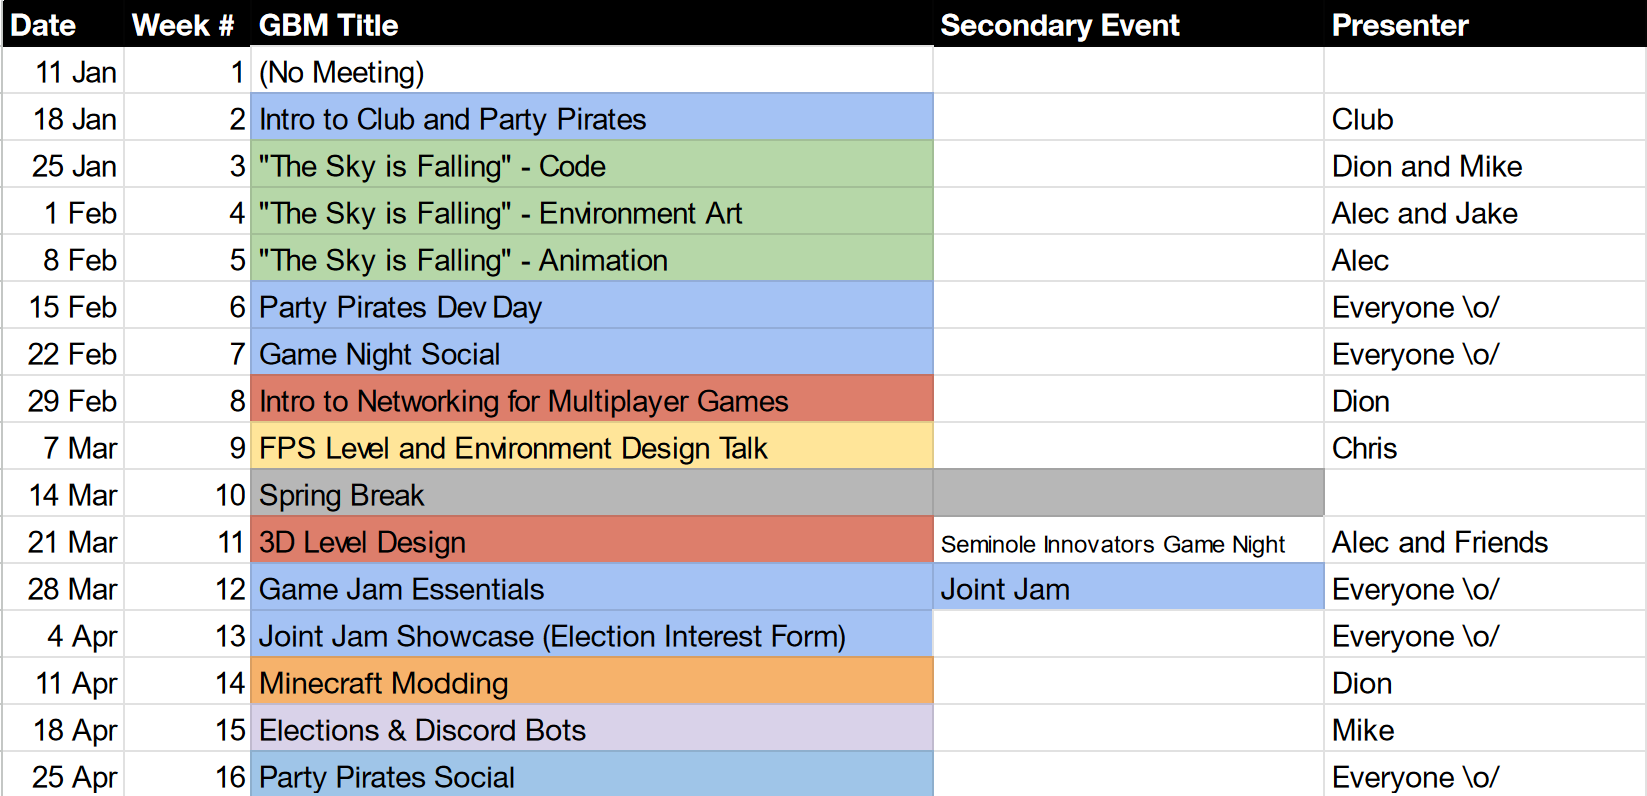 Date Week # GBM Title Secondary Event Presenter
11 Jan 1 (No Meeting)
18 Jan 2 Intro to Club and Party Pirates Club
25 Jan 3 "The Sky is Falling" - Code Dion and Mike
1 Feb 4 "The Sky is Falling" - Environment Art Alec and Jake
8 Feb 5 "The Sky is Falling" - Animation Alec
15 Feb 6 Party Pirates Dev Day Everyone \o/
22 Feb 7 Game Night Social Everyone \o/
29 Feb 8 Intro to Networking for Multiplayer Games Dion
7 Mar 9 FPS Level and Environment Design Talk Chris
14 Mar 10 Spring Break
21 Mar 11 3D Level Design Seminole Innovators Game Night Alec and Friends
28 Mar 12 Game Jam Essentials Joint Jam Everyone \o/
4 Apr 13 Joint Jam Showcase (Election Interest Form) Everyone \o/
11 Apr 14 Minecraft Modding Dion
18 Apr 15 Elections & Discord Bots Mike
25 Apr 16 Party Pirates Social Everyone \o/